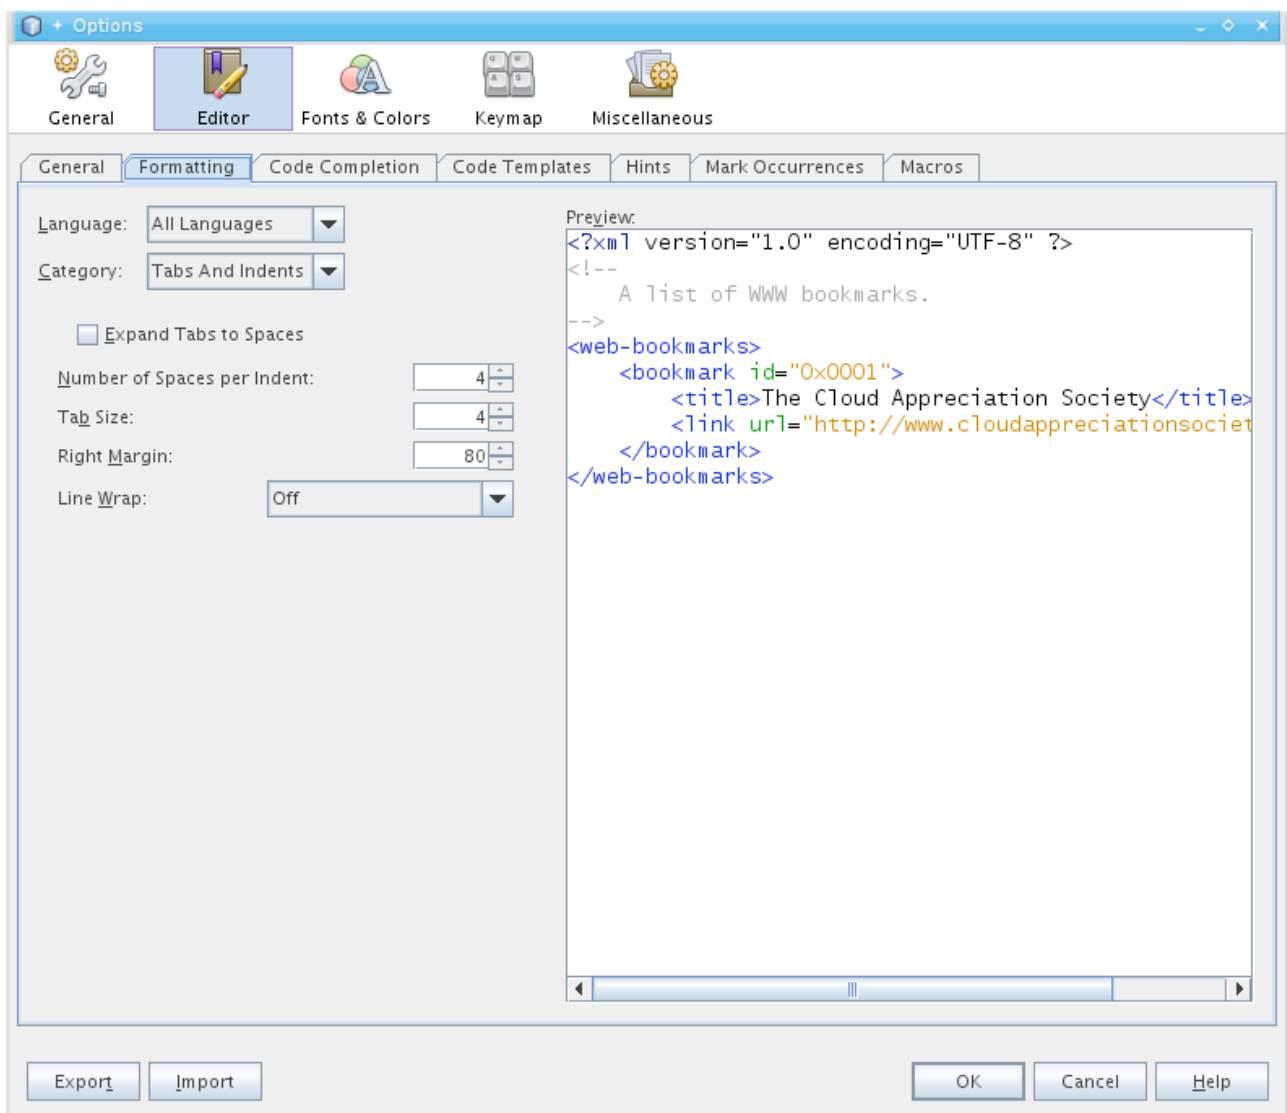 + Options
General Editor Fonts & Colors Keymap Miscellaneous
General Formatting Code Completion Code Templates Hints Mark Occurrences Macros
Language: All Languages
Category: Tabs And Indents
Expand Tabs to Spaces
Number of Spaces per Indent: 4
Tab Size: 4
Right Margin: 80
Line Wrap: Off
Preview:
<?xml version="1.0" encoding="UTF-8" ?>
<!--
    A list of WWW bookmarks.
-->
<web-bookmarks>
    <bookmark id="0x0001">
        <title>The Cloud Appreciation Society</title>
        <link url="http://www.cloudappreciationsociet
    </bookmark>
</web-bookmarks>
Export Import OK Cancel Help